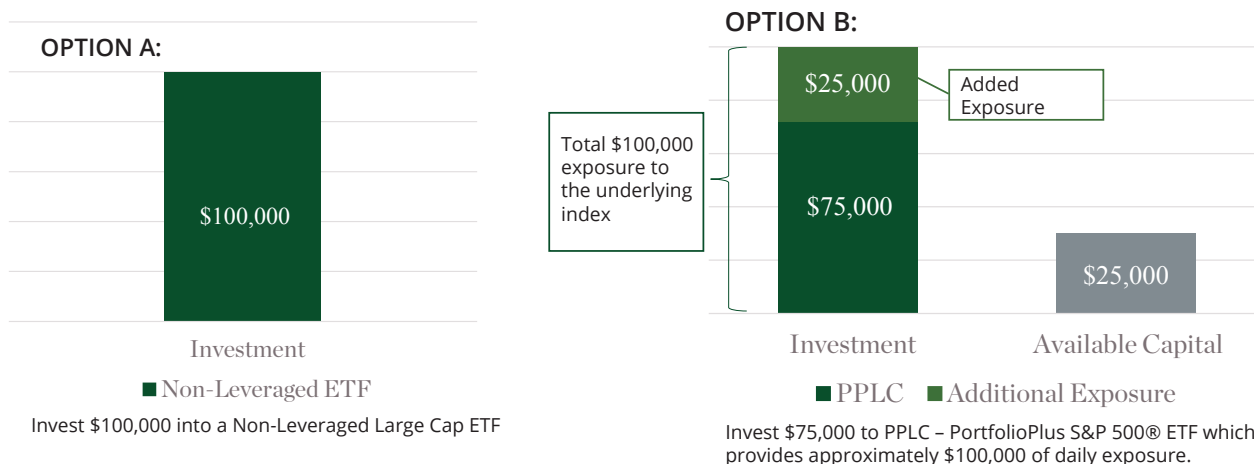 OPTION A:
$100,000
Investment
Non-Leveraged ETF
Invest $100,000 into a Non-Leveraged Large Cap ETF
OPTION B:
Total $100,000
exposure to
the underlying
index
$25,000
Added
Exposure
$75,000
$25,000
Investment
Available Capital
PPLC
Additional Exposure
Invest $75,000 to PPLC – PortfolioPlus S&P 500® ETF which
provides approximately $100,000 of daily exposure.